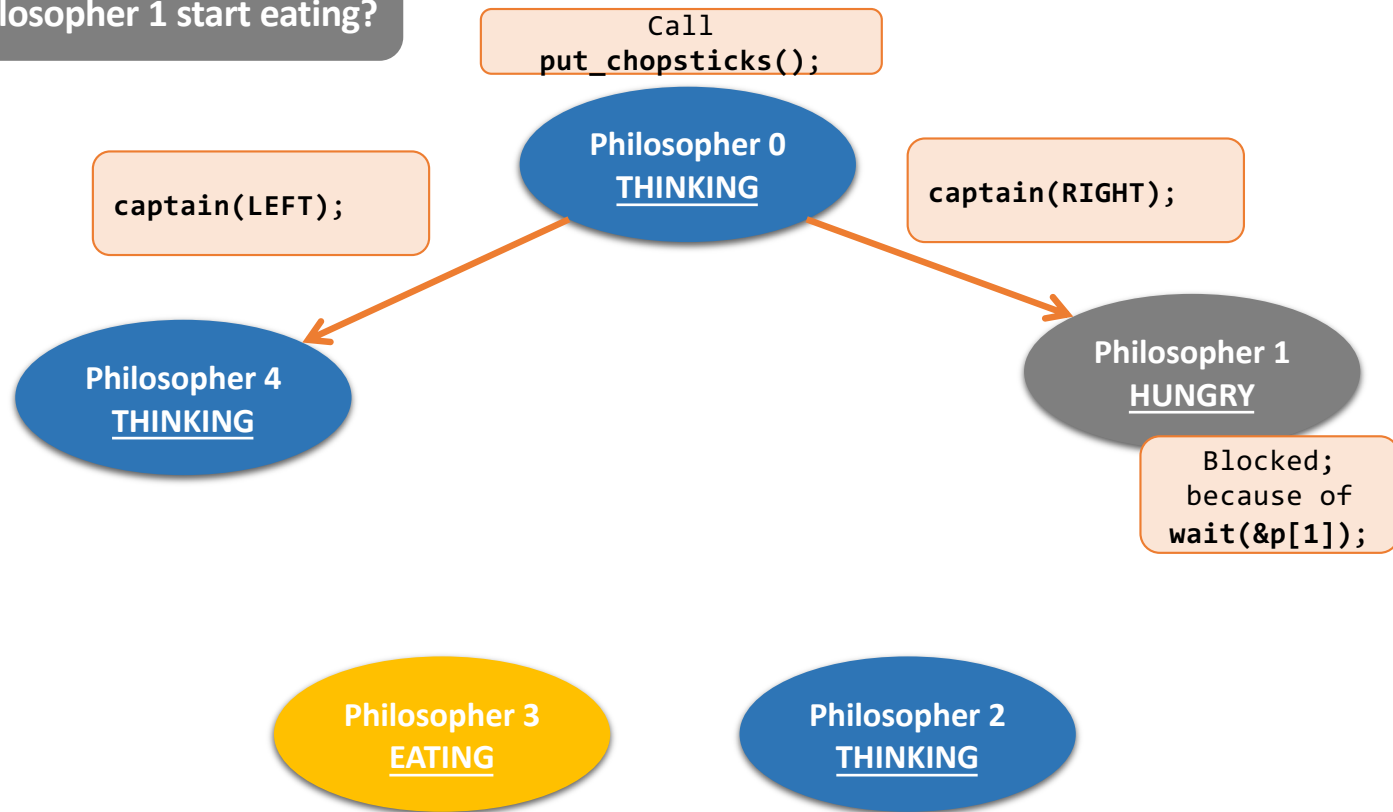 start eating?
1
Call
put_chopsticks();
Philosopher 0
THINKING
captain(LEFT);
captain(RIGHT);
Philosopher 4
THINKING
Philosopher 1
HUNGRY
Blocked;
because of
wait(&p[1]);
Philosopher 3
EATING
Philosopher 2
THINKING